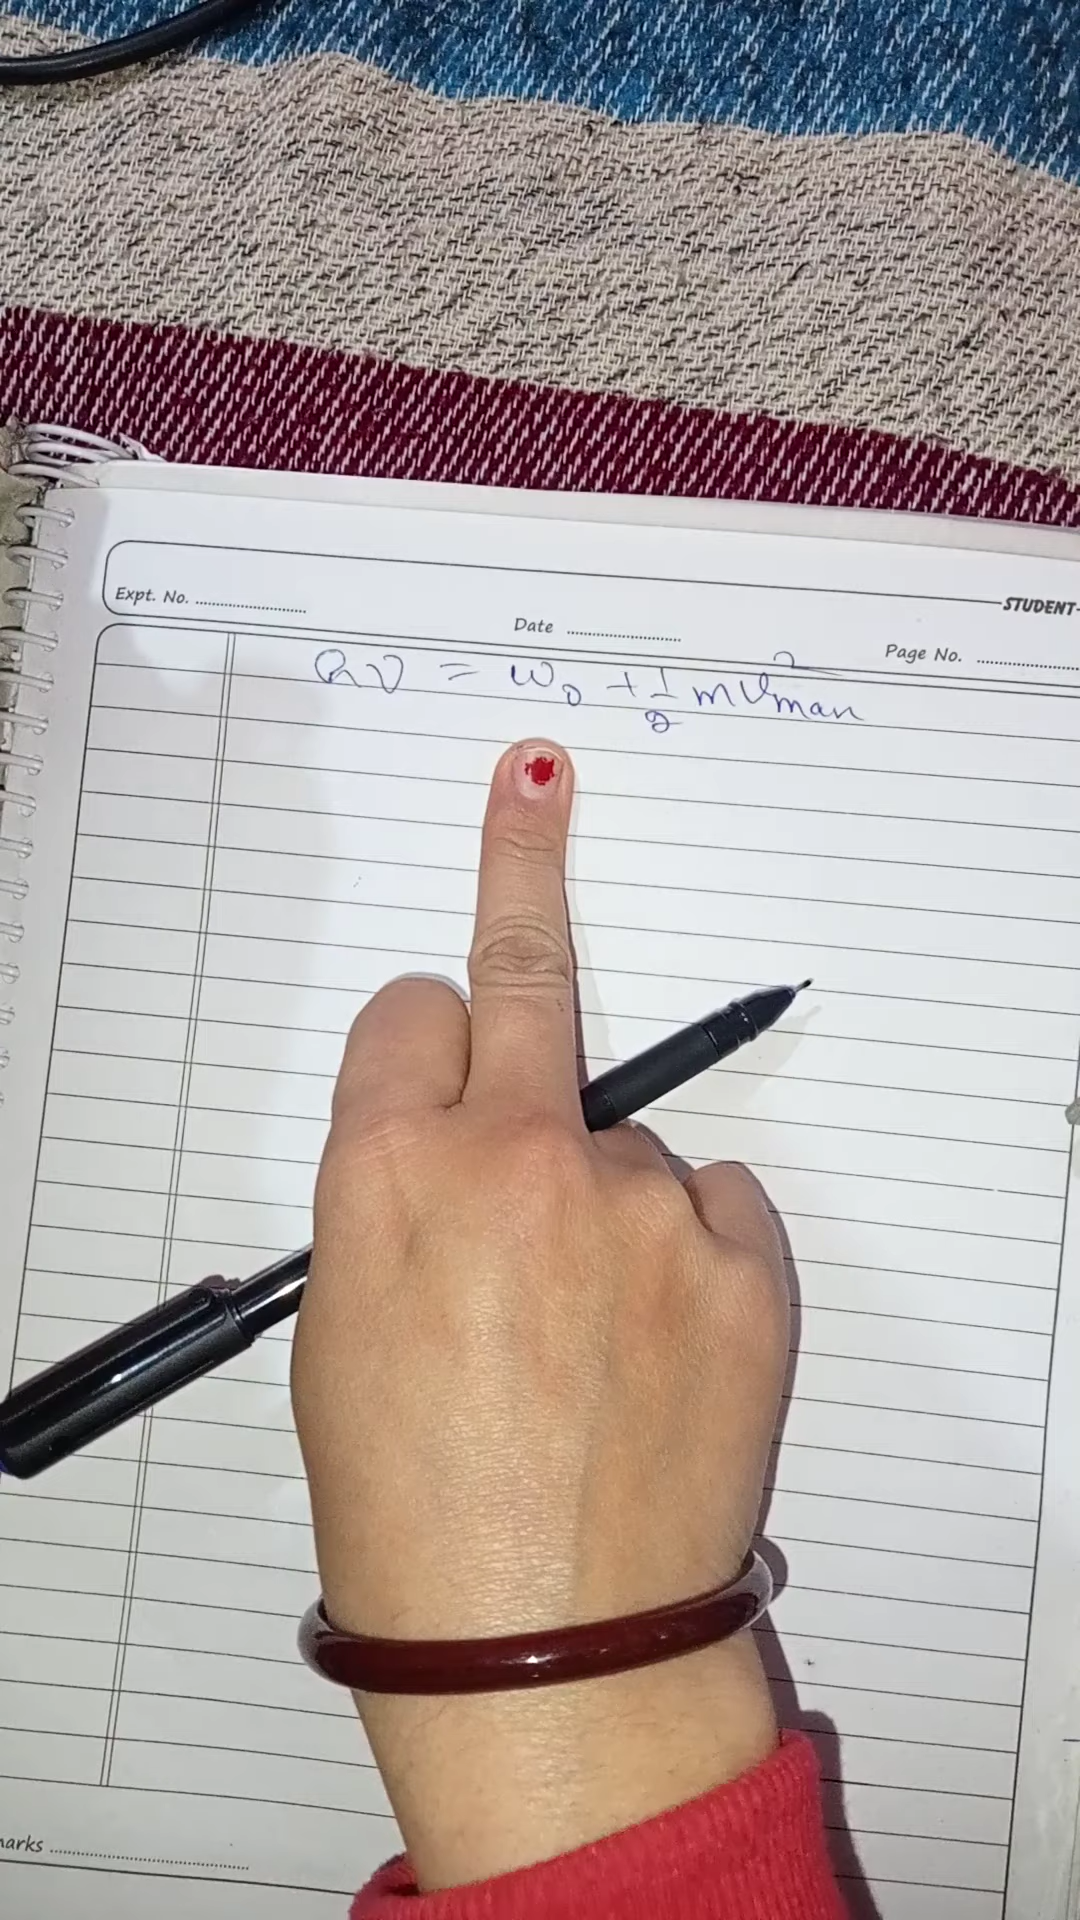 STUDENT-
Expt. No. ..............................
Date ..............................
Page No. ..............................
hν = W₀ + 1/2 mv²max
marks ..............................